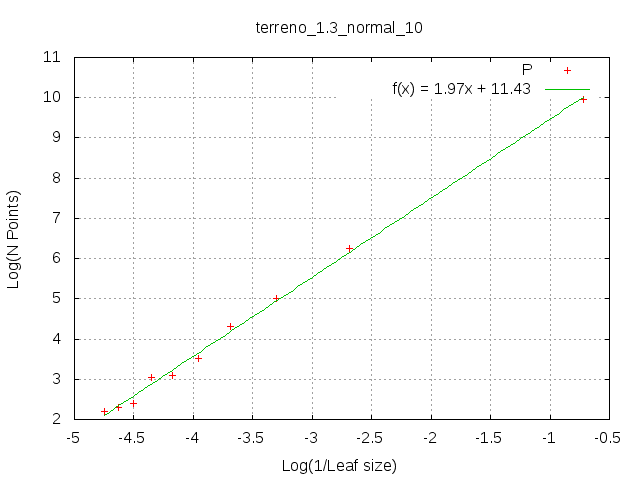 terreno_1.3_normal_10
P
f(x) = 1.97x + 11.43
11
10
9
8
7
6
5
4
3
2
Log(N Points)
-5 -4.5 -4 -3.5 -3 -2.5 -2 -1.5 -1 -0.5
Log(1/Leaf size)